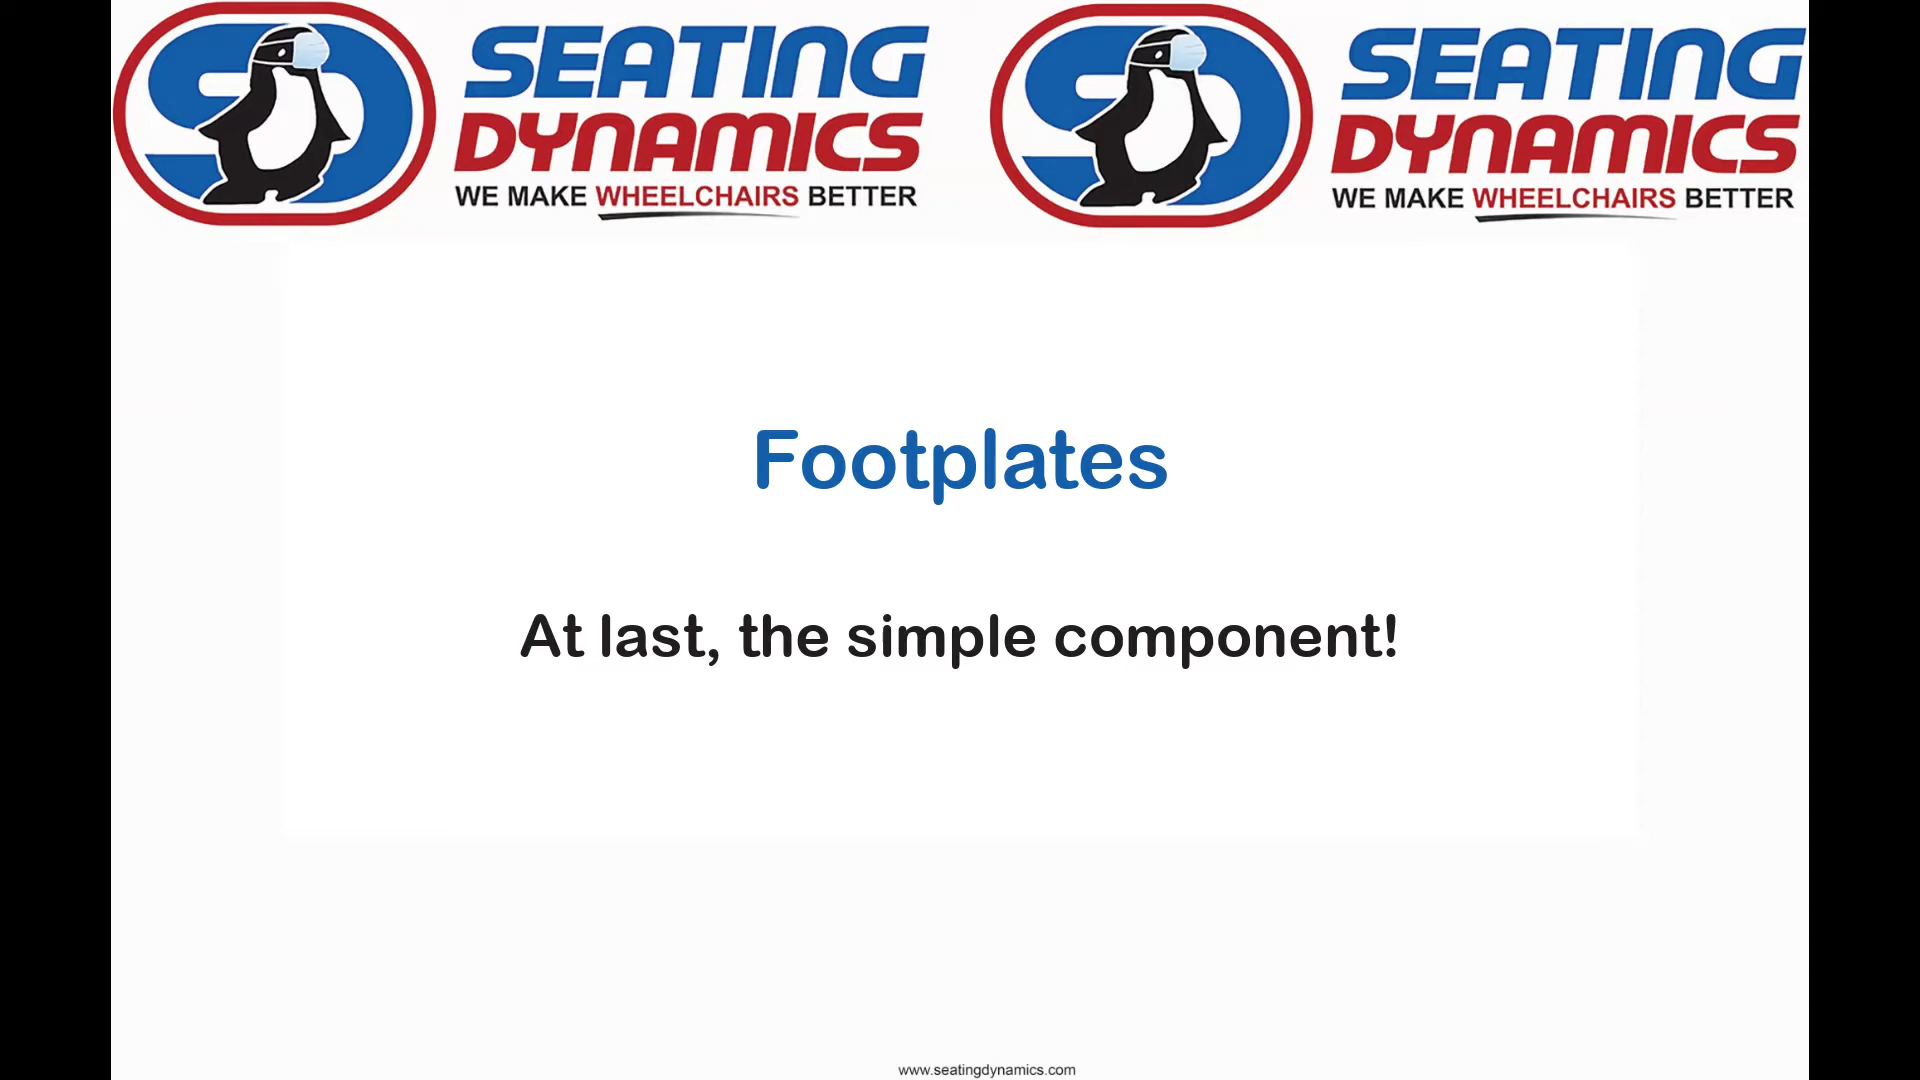 SEATING
DYNAMICS
WE MAKE WHEELCHAIRS BETTER
SEATING
DYNAMICS
WE MAKE WHEELCHAIRS BETTER
Footplates
At last, the simple component!
www.seatingdynamics.com